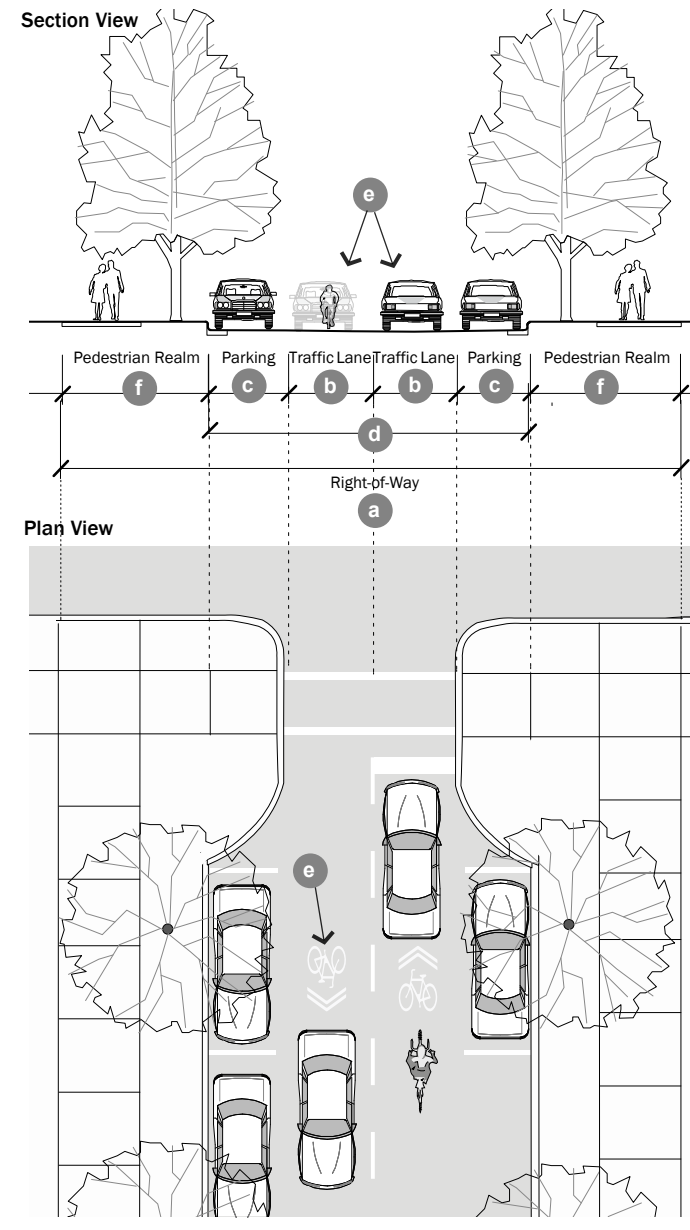 Section View
e
Pedestrian Realm Parking Traffic Lane Traffic Lane Parking Pedestrian Realm
f c b b c f
d
Right-of-Way
a
Plan View
e